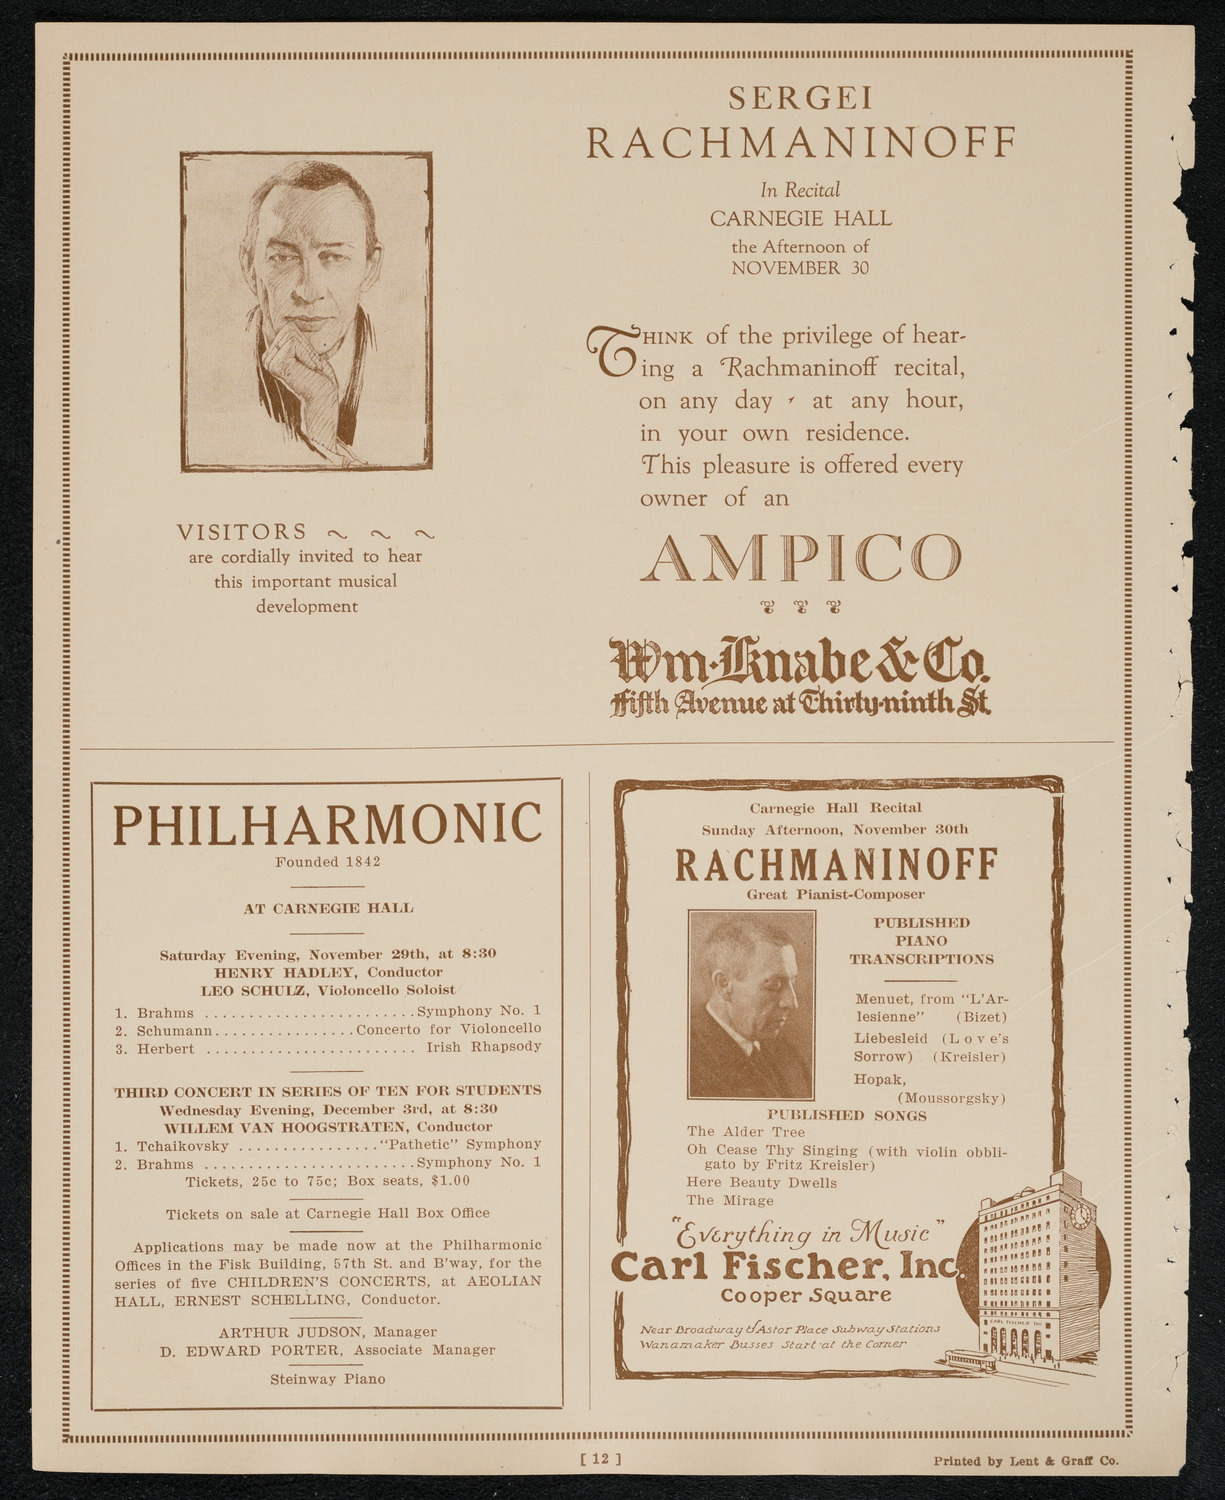 SERGEI
RACHMANINOFF
In Recital
CARNEGIE HALL
the Afternoon of
NOVEMBER 30
THINK of the privilege of hear-
ing a Rachmaninoff recital,
on any day, at any hour,
in your own residence.
This pleasure is offered every
owner of an
AMPICO
Wm. Knabe & Co.
Fifth Avenue at Thirty-ninth St.
VISITORS
are cordially invited to hear
this important musical
development
PHILHARMONIC
Founded 1842
AT CARNEGIE HALL
Saturday Evening, November 29th, at 8:30
HENRY HADLEY, Conductor
LEO SCHULZ, Violoncello Soloist
1. Brahms ........................Symphony No. 1
2. Schumann................Concerto for Violoncello
3. Herbert ........................ Irish Rhapsody
THIRD CONCERT IN SERIES OF TEN FOR STUDENTS
Wednesday Evening, December 3rd, at 8:30
WILLEM VAN HOOGSTRATEN, Conductor
1. Tchaikovsky ................"Pathetic" Symphony
2. Brahms ........................Symphony No. 1
Tickets, 25c to 75c; Box seats, $1.00
Tickets on sale at Carnegie Hall Box Office
Applications may be made now at the Philharmonic
Offices in the Fisk Building, 57th St. and B'way, for the
series of five CHILDREN'S CONCERTS, at AEOLIAN
HALL, ERNEST SCHELLING, Conductor.
ARTHUR JUDSON, Manager
D. EDWARD PORTER, Associate Manager
Steinway Piano
Carnegie Hall Recital
Sunday Afternoon, November 30th
RACHMANINOFF
Great Pianist-Composer
PUBLISHED
PIANO
TRANSCRIPTIONS
Menuet, from "L'Ar-
lesienne" (Bizet)
Liebesleid (Love's
Sorrow) (Kreisler)
Hopak,
(Moussorgsky)
PUBLISHED SONGS
The Alder Tree
Oh Cease Thy Singing (with violin obbli-
gato by Fritz Kreisler)
Here Beauty Dwells
The Mirage
"Everything in Music"
Carl Fischer, Inc.
Cooper Square
CARL FISCHER INC
Near Broadway & Astor Place Subway Stations
Wanamaker Busses Start at the Corner
[ 12 ]
Printed by Lent & Graff Co.